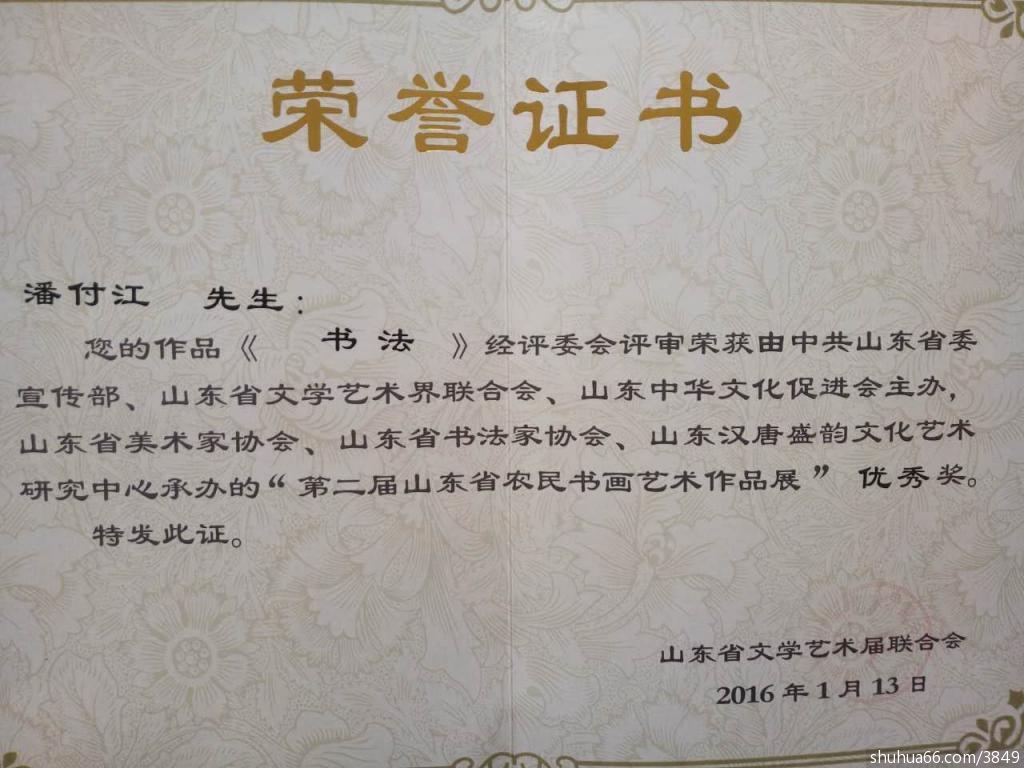 荣誉证书
潘付江 先生：
您的作品《 书法 》经评委会评审荣获由中共山东省委
宣传部、山东省文学艺术界联合会、山东中华文化促进会主办，
山东省美术家协会、山东省书法家协会、山东汉唐盛韵文化艺术
研究中心承办的“第二届山东省农民书画艺术作品展”优秀奖。
特发此证。
山东省文学艺术届联合会
2016年1月13日
shuhua66.com/3849